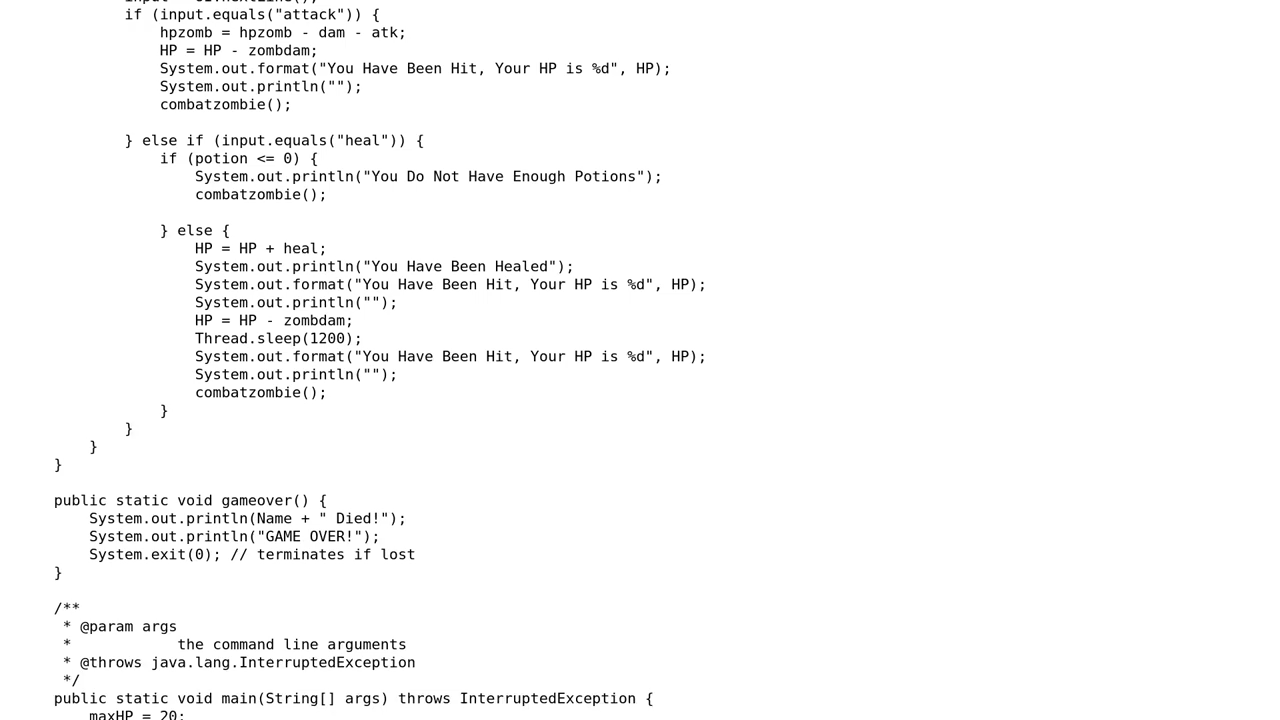 if (input.equals("attack")) {
hpzomb = hpzomb - dam - atk;
HP = HP - zombdam;
System.out.format("You Have Been Hit, Your HP is %d", HP);
System.out.println("");
combatzombie();
} else if (input.equals("heal")) {
if (potion <= 0) {
System.out.println("You Do Not Have Enough Potions");
combatzombie();
} else {
HP = HP + heal;
System.out.println("You Have Been Healed");
System.out.format("You Have Been Hit, Your HP is %d", HP);
System.out.println("");
HP = HP - zombdam;
Thread.sleep(1200);
System.out.format("You Have Been Hit, Your HP is %d", HP);
System.out.println("");
combatzombie();
}
}
}
}
public static void gameover() {
System.out.println(Name + " Died!");
System.out.println("GAME OVER!");
System.exit(0); // terminates if lost
}
/**
* @param args
* the command line arguments
* @throws java.lang.InterruptedException
*/
public static void main(String[] args) throws InterruptedException {
maxHP = 20;